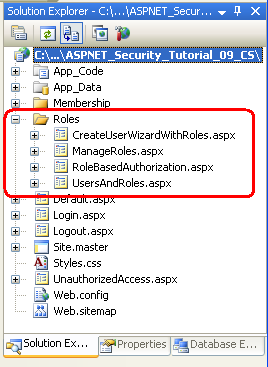 Solution Explorer - C:\...\ASPNET_Secur...
C:\...\ASPNET_Security_Tutorial_09_CS\
App_Code
App_Data
Membership
Roles
CreateUserWizardWithRoles.aspx
ManageRoles.aspx
RoleBasedAuthorization.aspx
UsersAndRoles.aspx
Default.aspx
Login.aspx
Logout.aspx
Site.master
Styles.css
UnauthorizedAccess.aspx
Web.config
Web.sitemap
Solution Ex... Properties Database E...